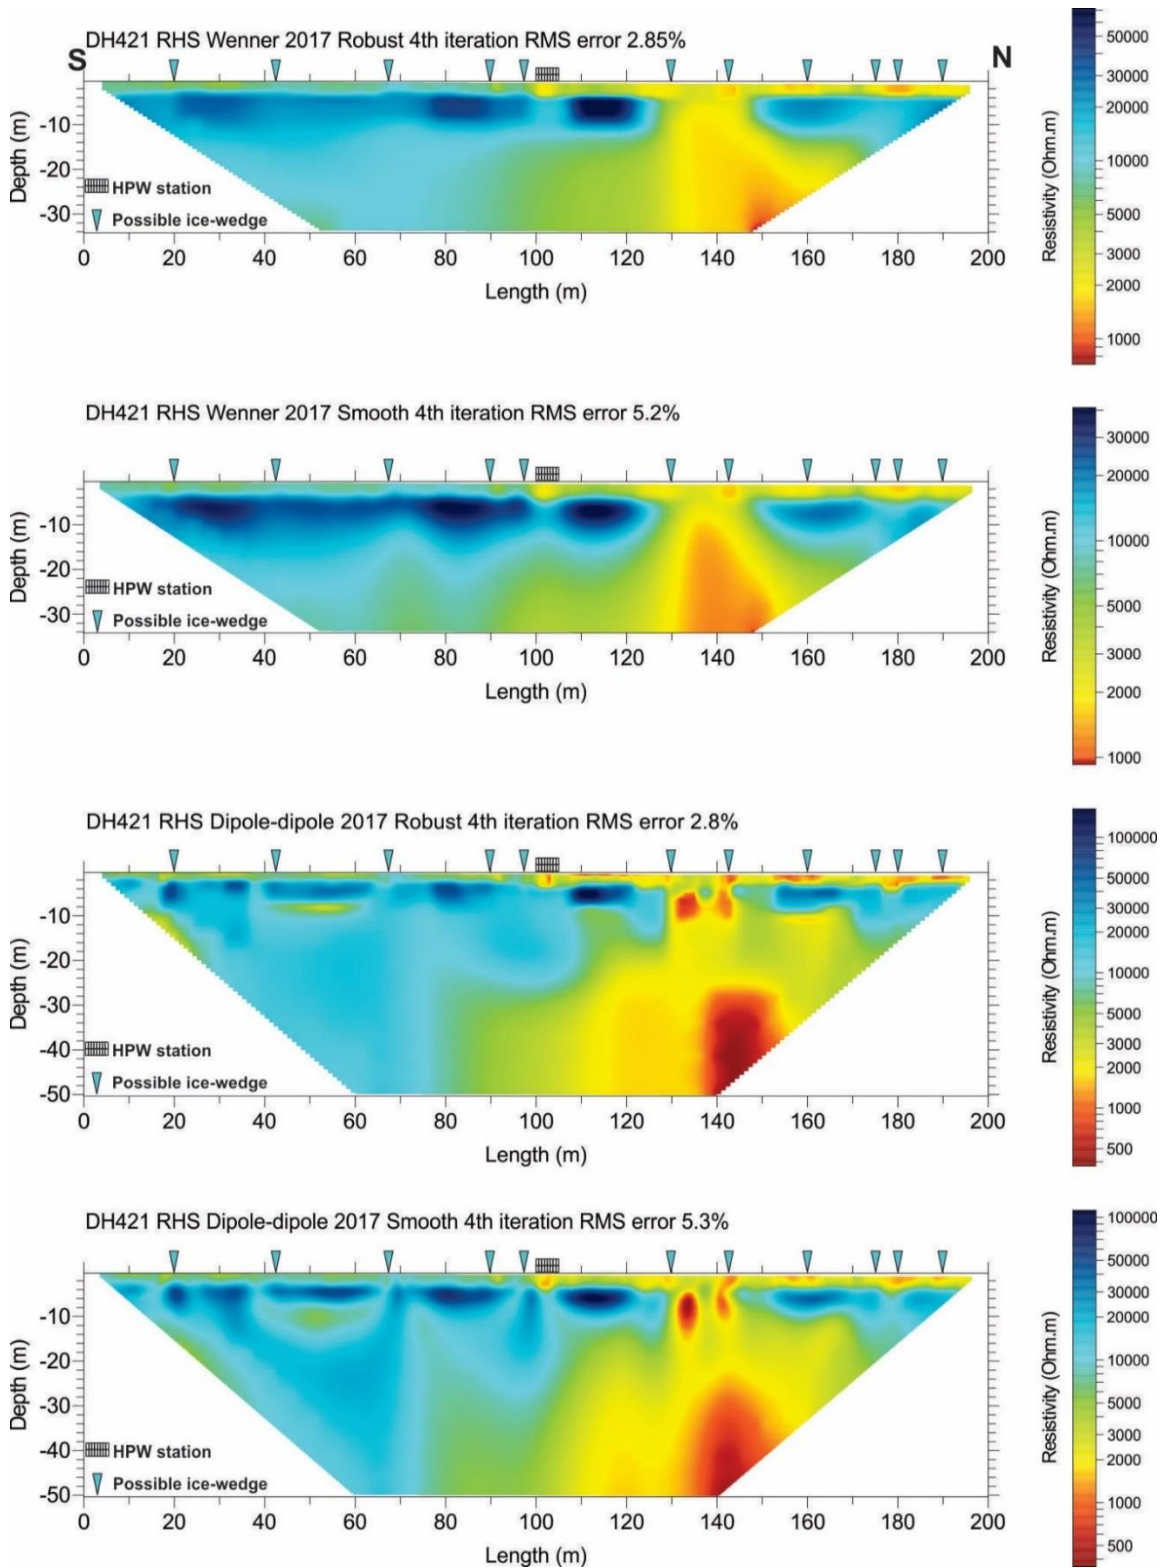 DH421 RHS Wenner 2017 Robust 4th iteration RMS error 2.85%
S
N
Depth (m)
-10
-20
-30
HPW station
Possible ice-wedge
0 20 40 60 80 100 120 140 160 180 200
Length (m)
Resistivity (Ohm.m)
50000
30000
20000
10000
5000
3000
2000
1000
DH421 RHS Wenner 2017 Smooth 4th iteration RMS error 5.2%
Depth (m)
-10
-20
-30
HPW station
Possible ice-wedge
0 20 40 60 80 100 120 140 160 180 200
Length (m)
Resistivity (Ohm.m)
30000
20000
10000
5000
3000
2000
1000
DH421 RHS Dipole-dipole 2017 Robust 4th iteration RMS error 2.8%
Depth (m)
-10
-20
-30
-40
-50
HPW station
Possible ice-wedge
0 20 40 60 80 100 120 140 160 180 200
Length (m)
Resistivity (Ohm.m)
100000
50000
30000
20000
10000
5000
3000
2000
1000
500
DH421 RHS Dipole-dipole 2017 Smooth 4th iteration RMS error 5.3%
Depth (m)
-10
-20
-30
-40
-50
HPW station
Possible ice-wedge
0 20 40 60 80 100 120 140 160 180 200
Length (m)
Resistivity (Ohm.m)
100000
50000
30000
20000
10000
5000
3000
2000
1000
500